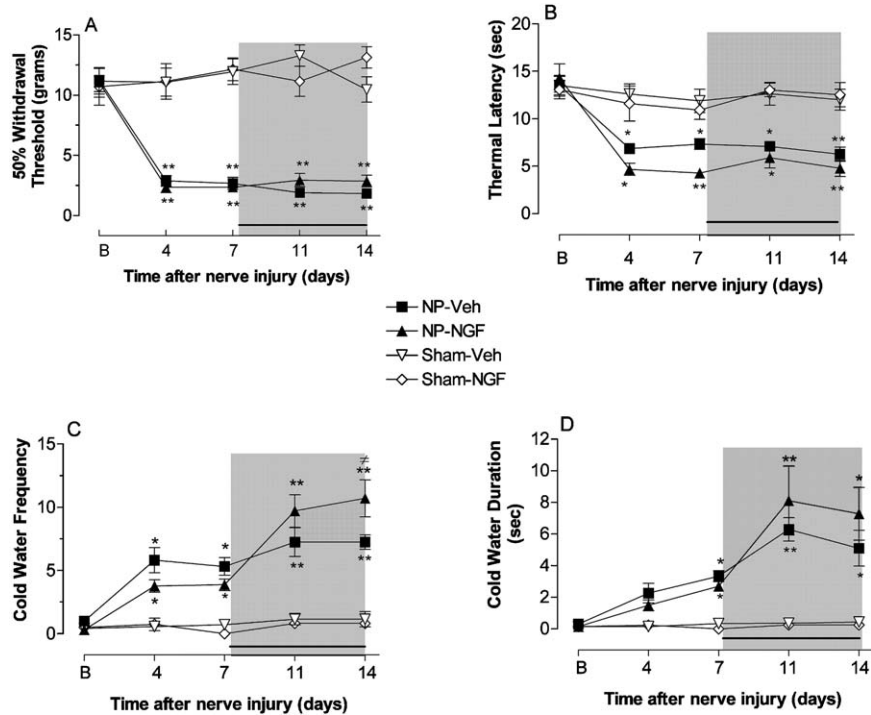 A
50% Withdrawal
Threshold (grams)
15
10
5
2.5
0
** ** ** **
** ** ** **
B 4 7 11 14
Time after nerve injury (days)
B
Thermal Latency (sec)
20
15
10
5
0
* * * **
* ** * **
B 4 7 11 14
Time after nerve injury (days)
NP-Veh
NP-NGF
Sham-Veh
Sham-NGF
C
Cold Water Frequency
15
10
5
0
* * ** **
* * ** **
B 4 7 11 14
Time after nerve injury (days)
D
Cold Water Duration
(sec)
12
10
8
6
4
2
0
* ** *
* ** *
B 4 7 11 14
Time after nerve injury (days)